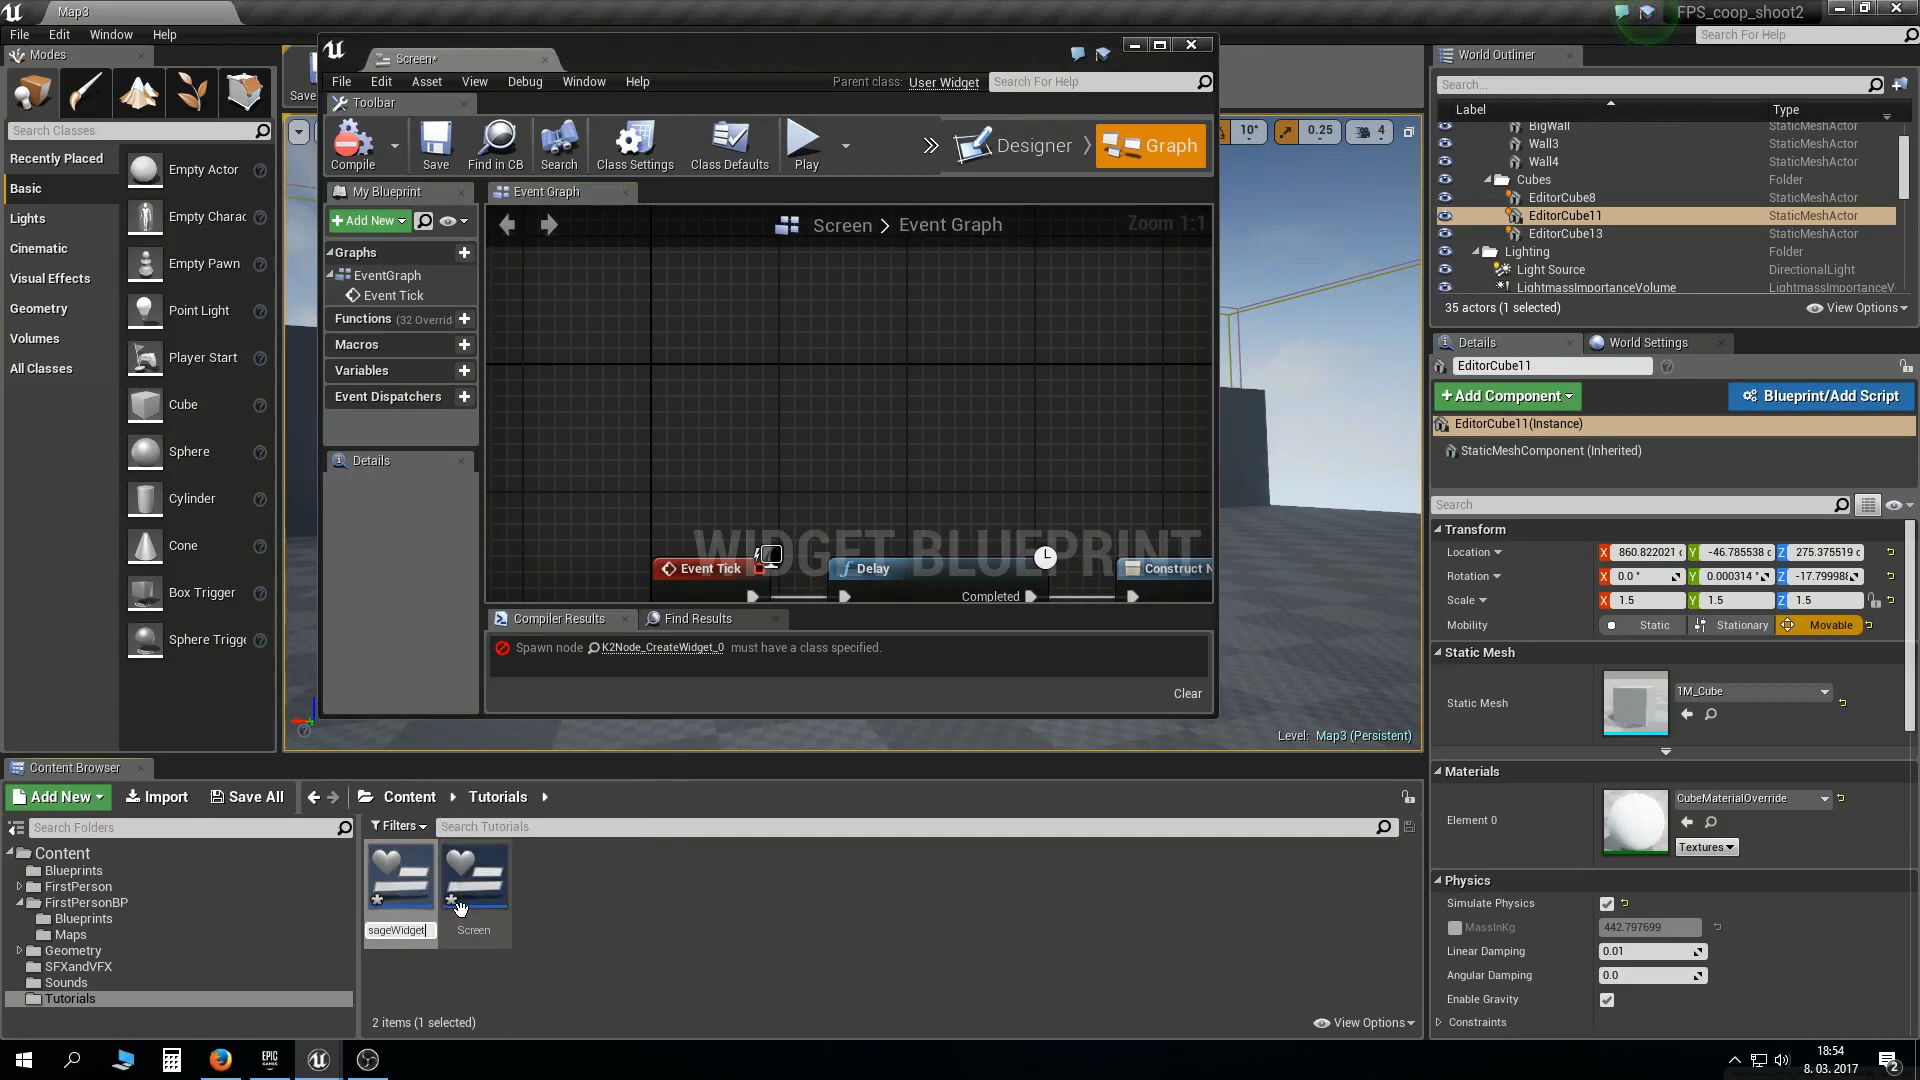 Map3
FPS_coop_shoot2
File Edit Window Help
Search For Help
Modes
Search Classes
Recently Placed
Basic
Lights
Cinematic
Visual Effects
Geometry
Volumes
All Classes
Empty Actor
Empty Charac
Empty Pawn
Point Light
Player Start
Cube
Sphere
Cylinder
Cone
Box Trigger
Sphere Trigge
Save
Screen*
File Edit Asset View Debug Window Help
Parent class: User Widget
Search For Help
Toolbar
Compile
Save
Find in CB
Search
Class Settings
Class Defaults
Play
Designer
Graph
My Blueprint
Add New
Graphs
EventGraph
Event Tick
Functions (32 Overrid
Macros
Variables
Event Dispatchers
Details
Event Graph
Screen > Event Graph
Zoom 1:1
WIDGET BLUEPRINT
Event Tick
Delay
Completed
Construct N
Compiler Results
Find Results
Spawn node K2Node_CreateWidget_0 must have a class specified.
Clear
10°
0.25
4
Level: Map3 (Persistent)
World Outliner
Search...
Label Type
BigWall StaticMeshActor
Wall3 StaticMeshActor
Wall4 StaticMeshActor
Cubes Folder
EditorCube8 StaticMeshActor
EditorCube11 StaticMeshActor
EditorCube13 StaticMeshActor
Lighting Folder
Light Source DirectionalLight
LightmassImportanceVolume LightmassImportanceV
35 actors (1 selected)
View Options
Details
World Settings
EditorCube11
Add Component
Blueprint/Add Script
EditorCube11(Instance)
StaticMeshComponent (Inherited)
Search
Transform
Location X 860.822021 Y -46.785538 Z 275.375519
Rotation X 0.0 ° Y 0.000314 ° Z -17.799988
Scale X 1.5 Y 1.5 Z 1.5
Mobility Static Stationary Movable
Static Mesh
Static Mesh
1M_Cube
Materials
Element 0
CubeMaterialOverride
Textures
Physics
Simulate Physics
MassInKg 442.797699
Linear Damping 0.01
Angular Damping 0.0
Enable Gravity
Constraints
Content Browser
Add New
Import
Save All
Content
Tutorials
Search Folders
Content
Blueprints
FirstPerson
FirstPersonBP
Blueprints
Maps
Geometry
SFXandVFX
Sounds
Tutorials
Filters
Search Tutorials
sageWidget
Screen
2 items (1 selected)
View Options
EPIC GAMES
18:54
8. 03. 2017
2